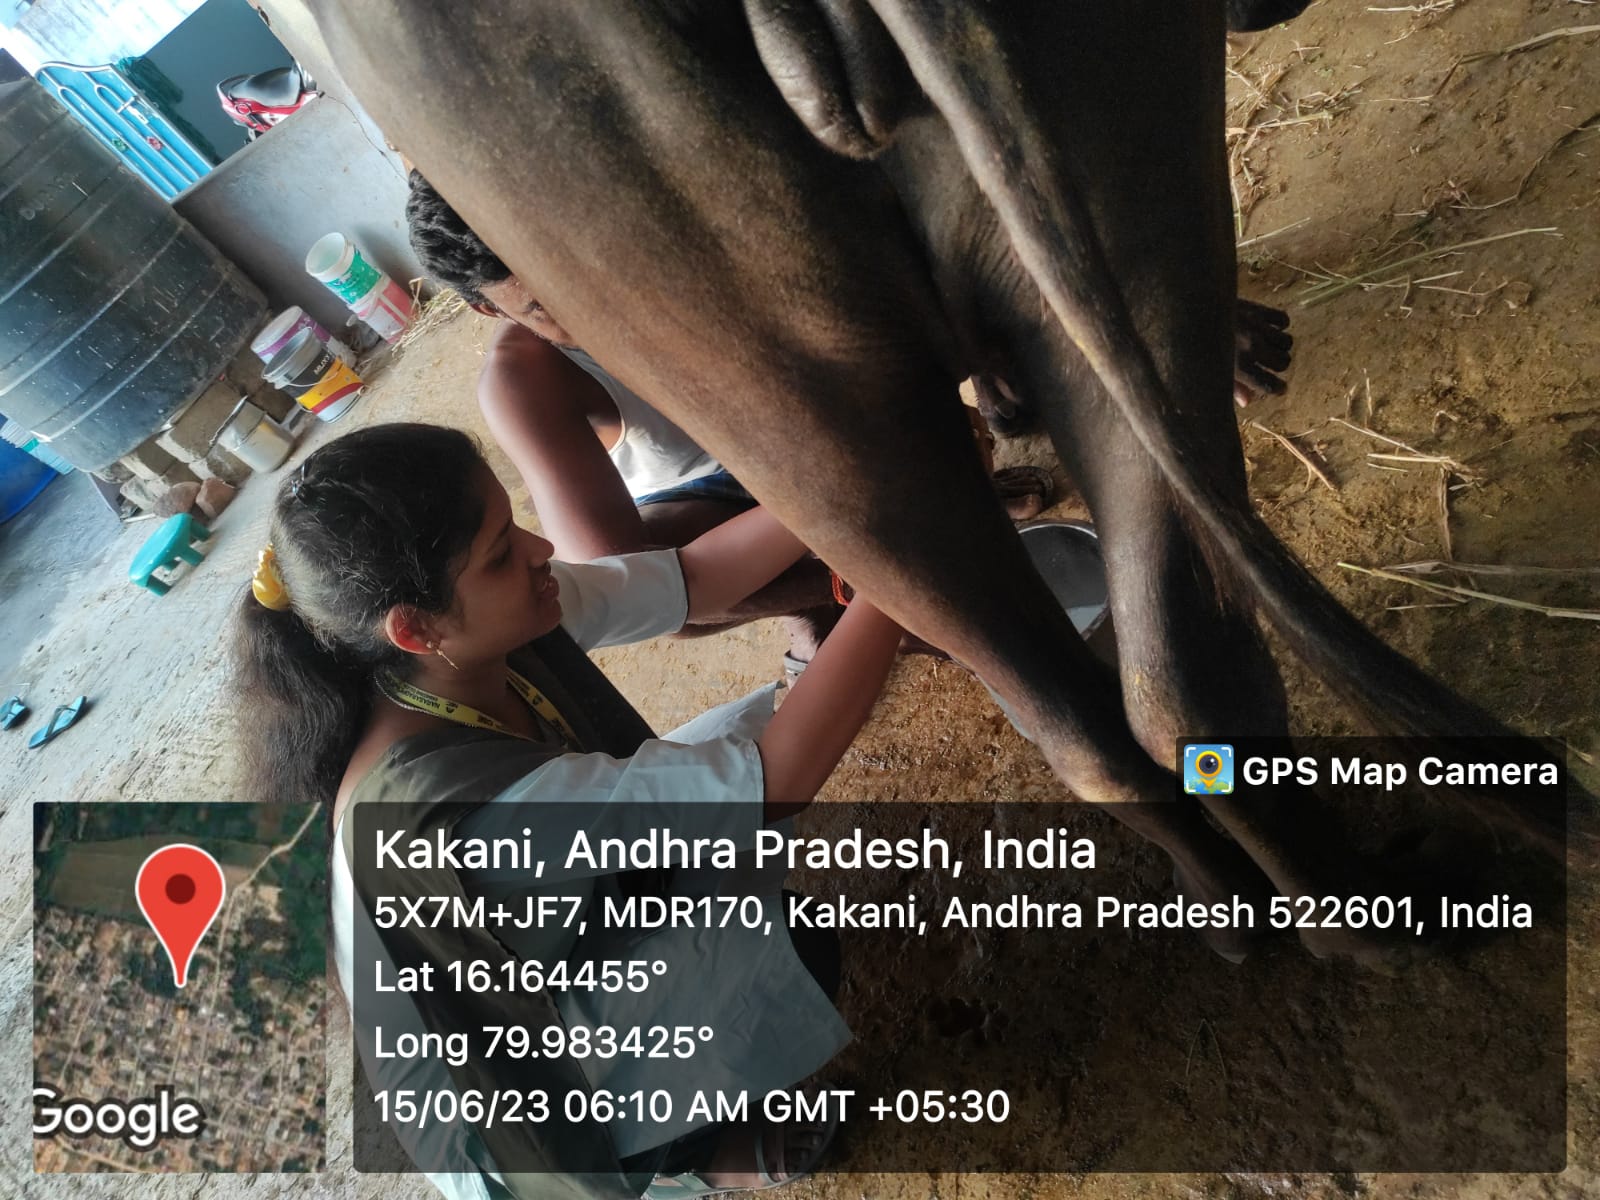 GPS Map Camera
Kakani, Andhra Pradesh, India
5X7M+JF7, MDR170, Kakani, Andhra Pradesh 522601, India
Lat 16.164455°
Long 79.983425°
15/06/23 06:10 AM GMT +05:30
Google